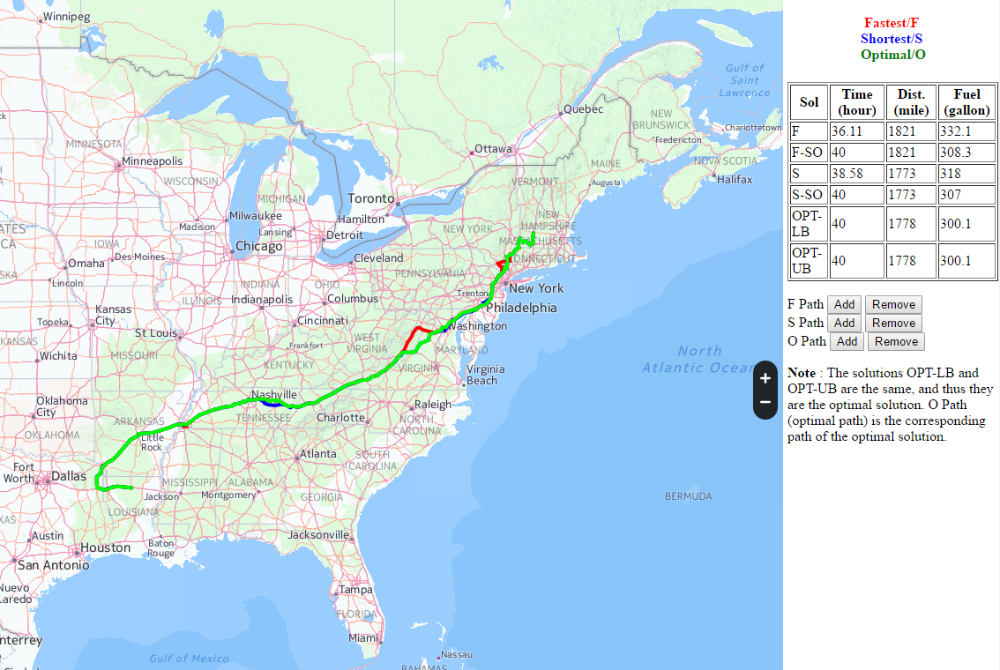 Winnipeg
Quebec
Gulf of
Saint
Lawrence
NEW
BRUNSWICK
Charlottetown
Fredericton
Ottawa
MINNESOTA
Minneapolis
MAINE
NOVA SCOTIA
Halifax
WISCONSIN
VERMONT
Augusta
MICHIGAN
Toronto
Hamilton
Milwaukee
Madison
Lansing
Detroit
NEW YORK
NEW
HAMPSHIRE
MASSACHUSETTS
ATES
CA
IOWA
Des Moines
Chicago
Cleveland
ONNECTICUT
Omaha
Lincoln
SKA
PENNSYLVANIA
New York
Trenton
INDIANA
OHIO
ILLINOIS
Indianapolis
Columbus
Philadelphia
Kansas
City
Topeka
Cincinnati
Washington
St Louis
KANSAS
MISSOURI
Frankfort
WEST
VIRGINIA
MARYLAND
Wichita
KENTUCKY
VIRGINIA
Virginia
Beach
North
Atlantic Ocean
Oklahoma
City
Nashville
Raleigh
TENNESSEE
Charlotte
NORTH
CAROLINA
OKLAHOMA
ARKANSAS
Little
Rock
Atlanta
SOUTH
CAROLINA
Fort
Worth
Dallas
MISSISSIPPI
ALABAMA
Jackson
Montgomery
GEORGIA
BERMUDA
LOUISIANA
XAS
Austin
Baton
Rouge
Jacksonville
Houston
San Antonio
Nuevo
Laredo
Tampa
FLORIDA
nterrey
Miami
Gulf of Mexico
Nassau
BAHAMAS
+
−
Fastest/F
Shortest/S
Optimal/O
Sol Time (hour) Dist. (mile) Fuel (gallon)
F 36.11 1821 332.1
F-SO 40 1821 308.3
S 38.58 1773 318
S-SO 40 1773 307
OPT-LB 40 1778 300.1
OPT-UB 40 1778 300.1
F Path Add Remove
S Path Add Remove
O Path Add Remove
Note : The solutions OPT-LB and
OPT-UB are the same, and thus they
are the optimal solution. O Path
(optimal path) is the corresponding
path of the optimal solution.